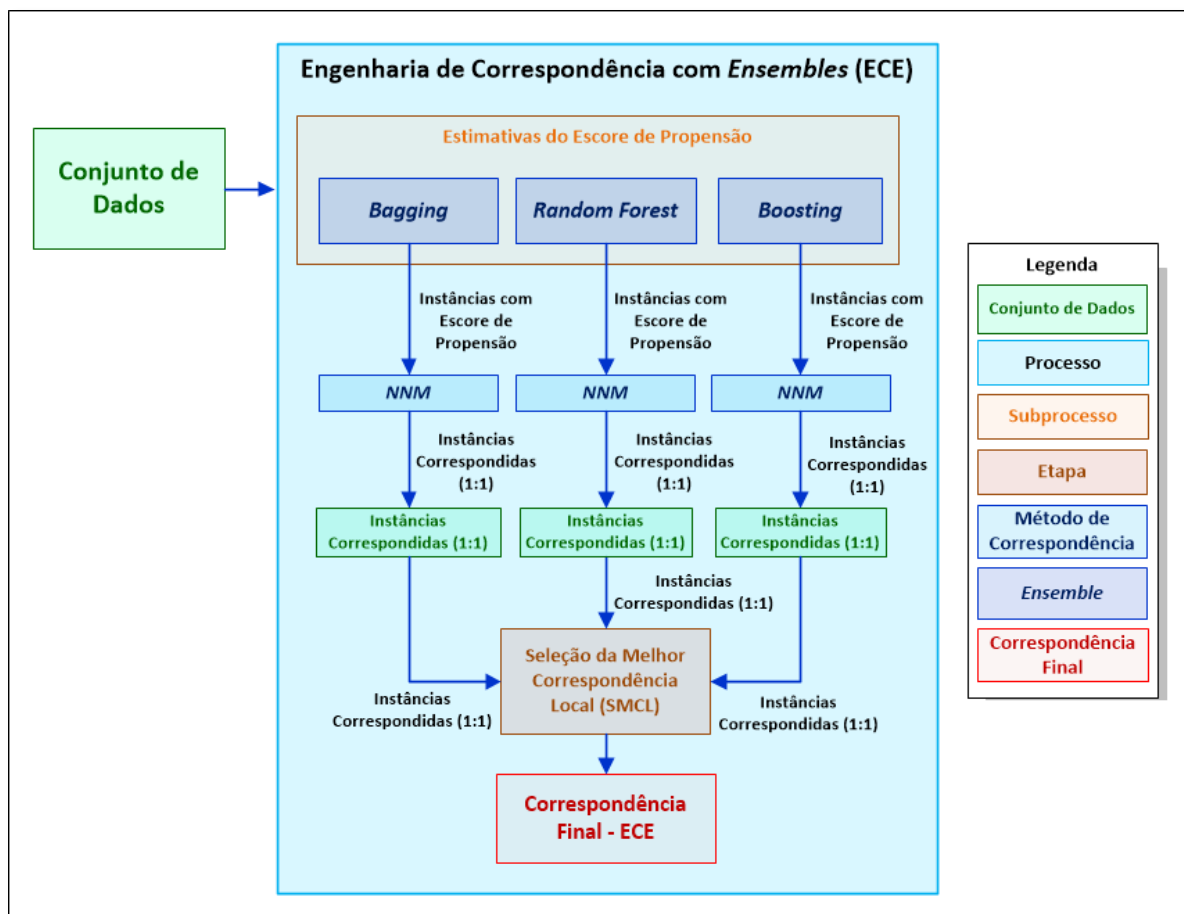 Engenharia de Correspondência com Ensembles (ECE)
Conjunto de
Dados
Estimativas do Escore de Propensão
Bagging
Random Forest
Boosting
Instâncias com
Escore de
Propensão
Instâncias com
Escore de
Propensão
Instâncias com
Escore de
Propensão
NNM
NNM
NNM
Instâncias
Correspondidas
(1:1)
Instâncias
Correspondidas
(1:1)
Instâncias
Correspondidas
(1:1)
Instâncias
Correspondidas (1:1)
Instâncias
Correspondidas (1:1)
Instâncias
Correspondidas (1:1)
Instâncias
Correspondidas (1:1)
Seleção da Melhor
Correspondência
Local (SMCL)
Instâncias
Correspondidas (1:1)
Instâncias
Correspondidas (1:1)
Correspondência
Final - ECE
Legenda
Conjunto de Dados
Processo
Subprocesso
Etapa
Método de
Correspondência
Ensemble
Correspondência
Final